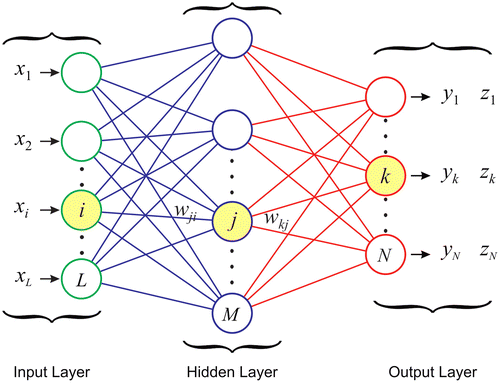 x1 y1 z1
x2
xi i wji j wkj k yk zk
xL L M N yN zN
Input Layer Hidden Layer Output Layer